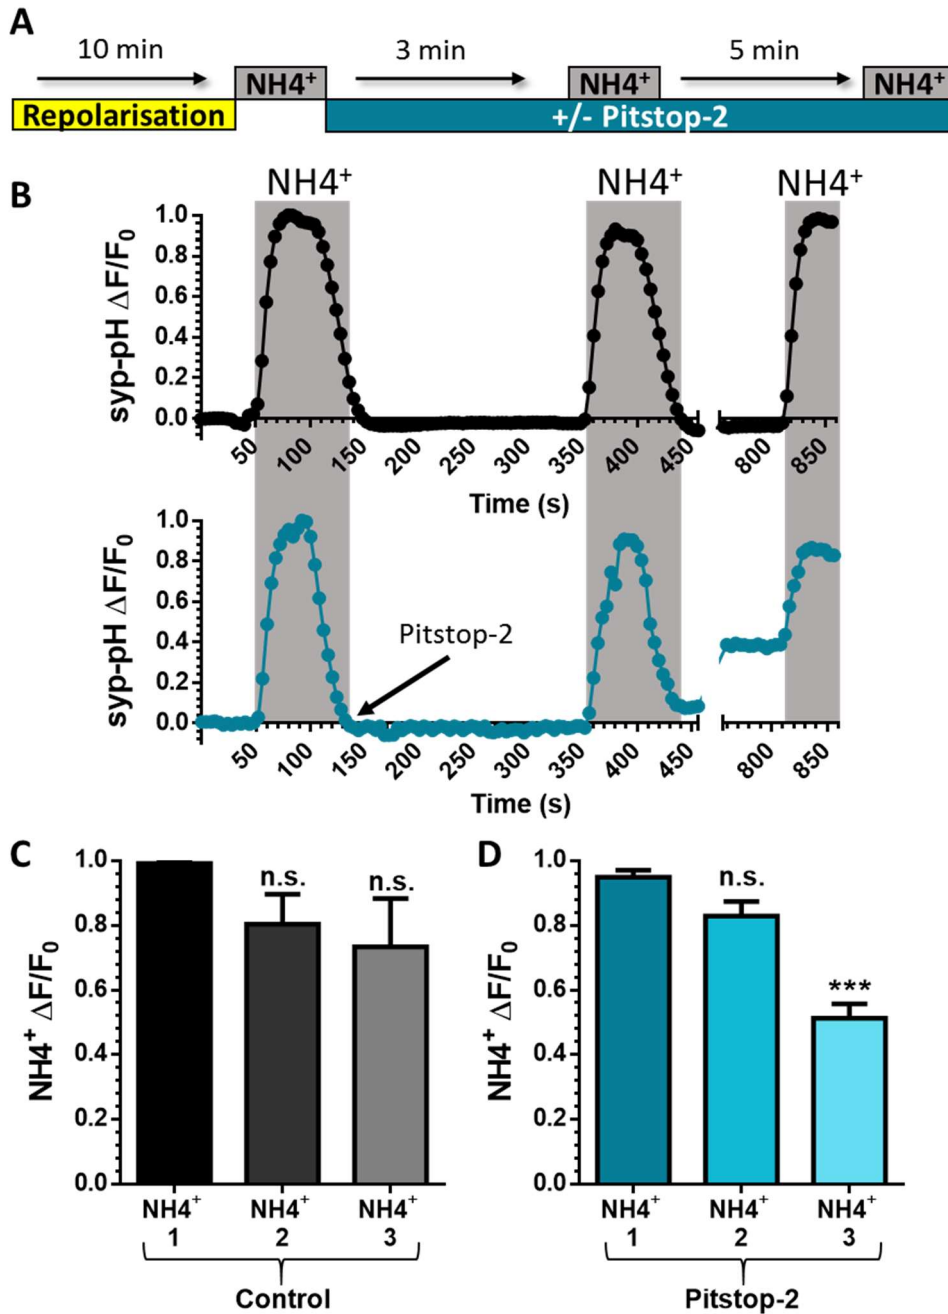 A
10 min
3 min
5 min
NH4⁺
NH4⁺
NH4⁺
Repolarisation
+/- Pitstop-2
B
NH4⁺
NH4⁺
NH4⁺
syp-pH ΔF/F₀
1.0
0.8
0.6
0.4
0.2
0.0
50
100
150
200
250
300
350
400
450
800
850
Time (s)
syp-pH ΔF/F₀
1.0
0.8
0.6
0.4
0.2
0.0
Pitstop-2
50
100
150
200
250
300
350
400
450
800
850
Time (s)
C
NH4⁺ ΔF/F₀
1.0
0.8
0.6
0.4
0.2
0.0
n.s.
n.s.
NH4⁺
1
NH4⁺
2
NH4⁺
3
Control
D
NH4⁺ ΔF/F₀
1.0
0.8
0.6
0.4
0.2
0.0
n.s.
***
NH4⁺
1
NH4⁺
2
NH4⁺
3
Pitstop-2